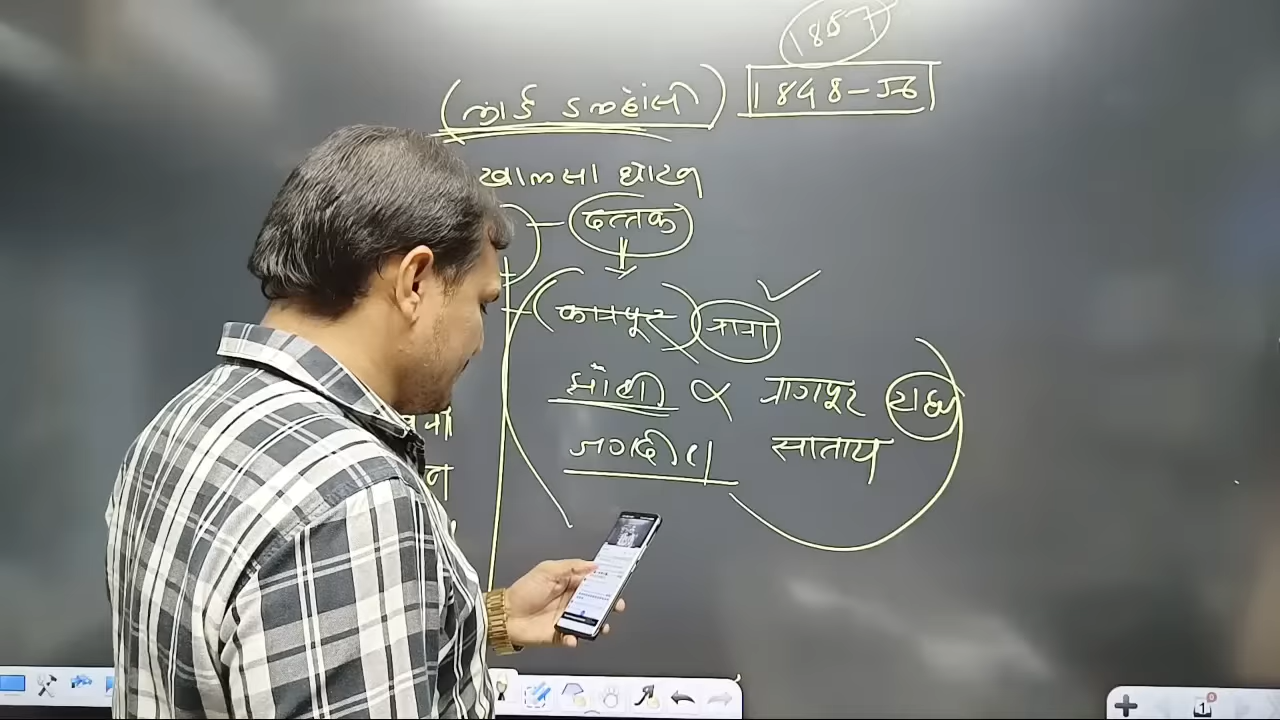 1857
(लॉर्ड डलहौसी) 1848-56
खालसा धोरण
दत्तक
(कानपूर) नाना
झाँशी नागपूर
जगदीश सातारा